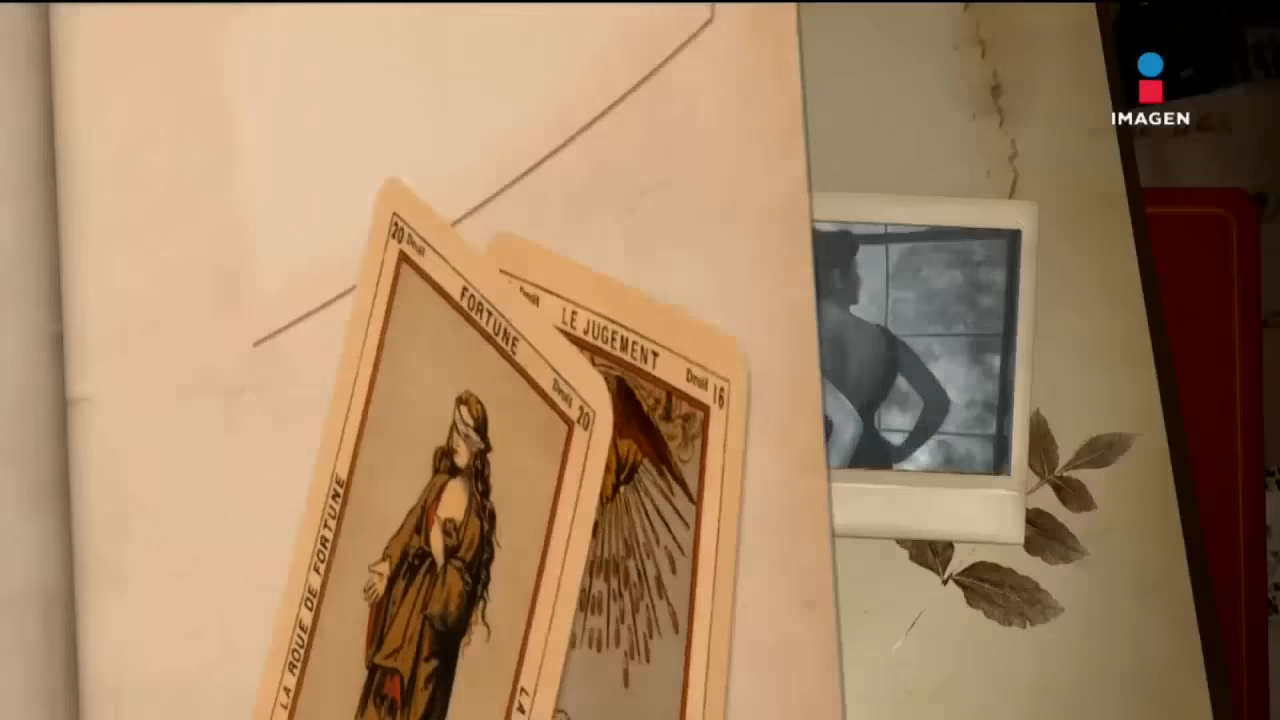 IMAGEN
20 Droit
FORTUNE
Droit 20
LA ROUE DE FORTUNE
LA
Droit
LE JUGEMENT
Droit 16